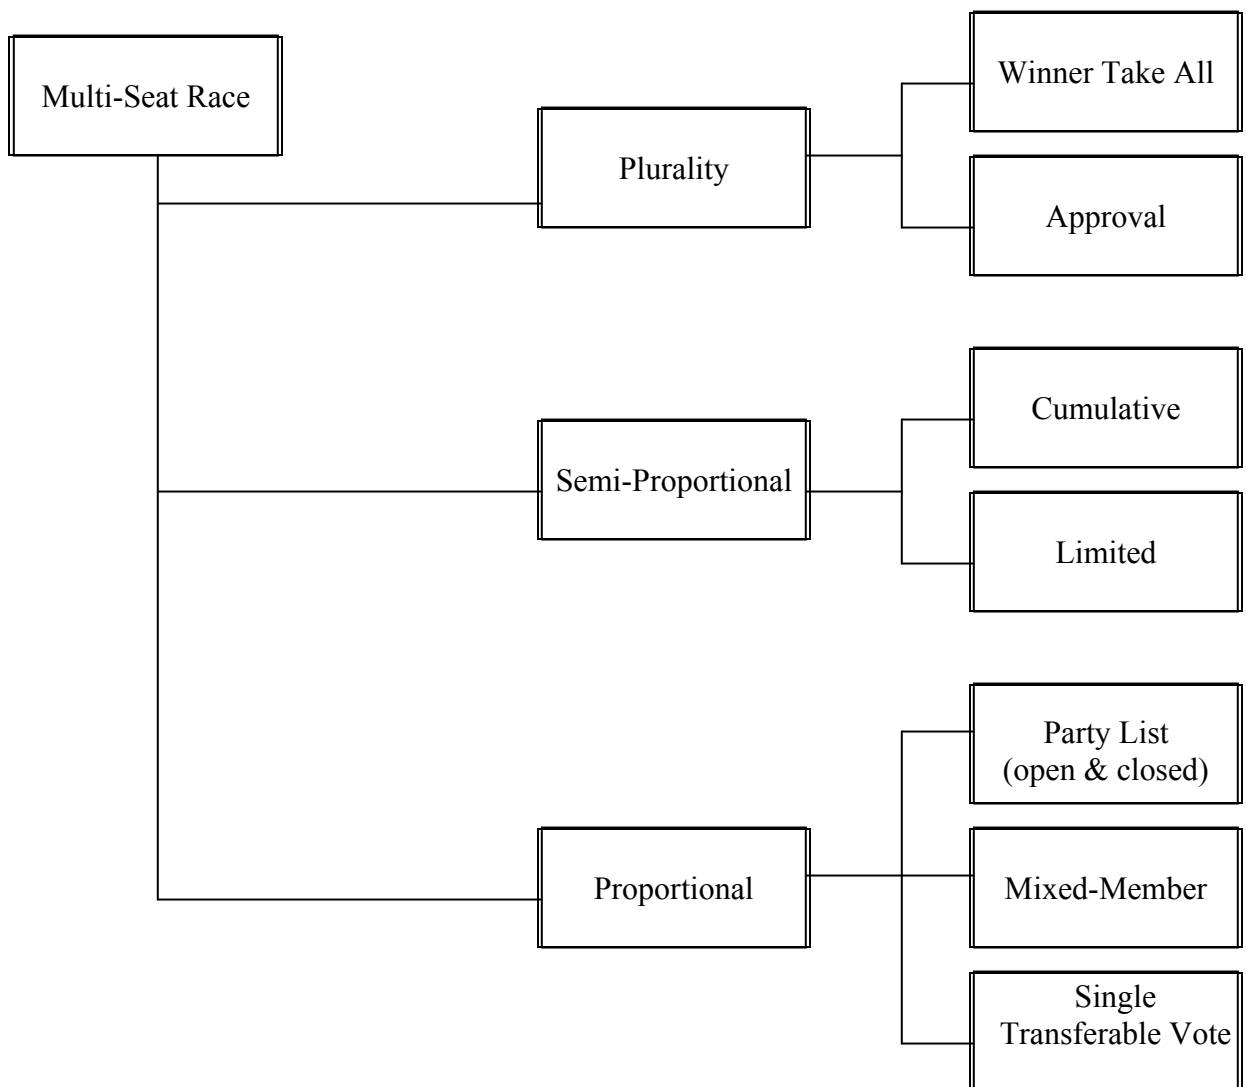 Multi-Seat Race
Plurality
Winner Take All
Approval
Semi-Proportional
Cumulative
Limited
Proportional
Party List
(open & closed)
Mixed-Member
Single
Transferable Vote